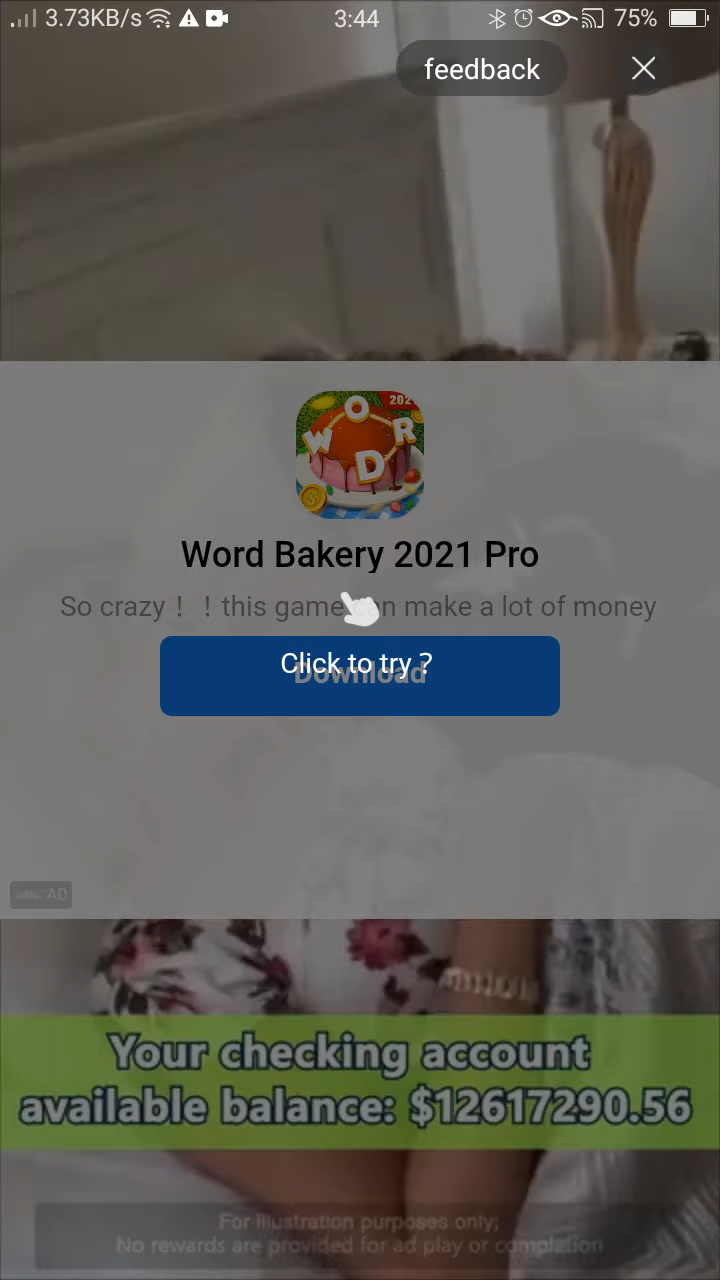 3.73KB/s
3:44
75%
feedback
W O R D
202
Word Bakery 2021 Pro
So crazy！！this game can make a lot of money
Click to try ?
Download
AD
Your checking account
available balance: $12617290.56
For illustration purposes only;
No rewards are provided for ad play or completion